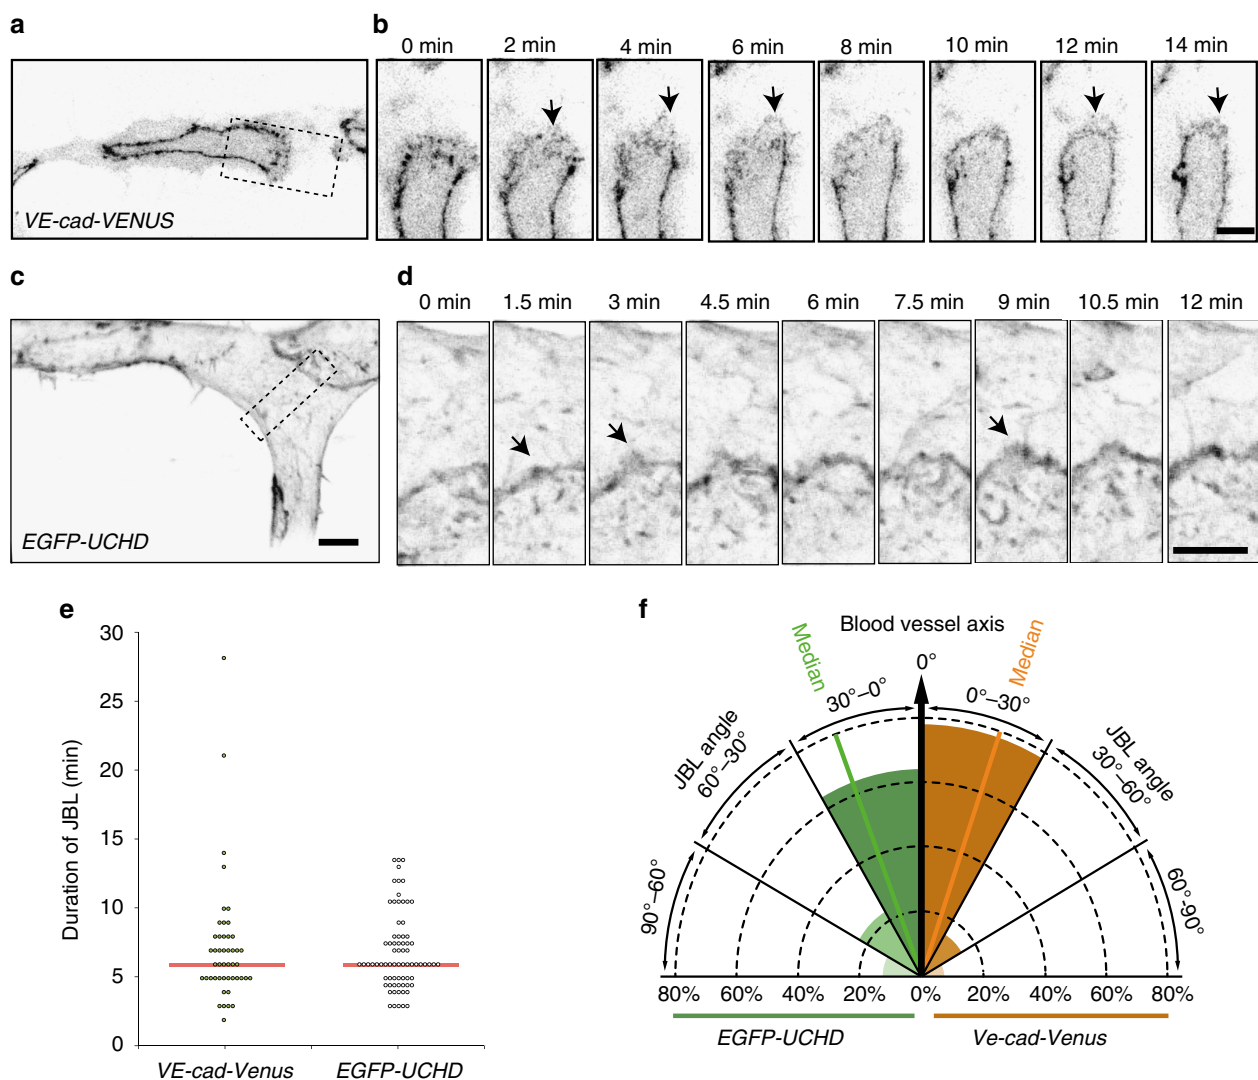 a
VE-cad-VENUS
b
0 min 2 min 4 min 6 min 8 min 10 min 12 min 14 min
c
EGFP-UCHD
d
0 min 1.5 min 3 min 4.5 min 6 min 7.5 min 9 min 10.5 min 12 min
e
Duration of JBL (min)
30
25
20
15
10
5
0
VE-cad-Venus EGFP-UCHD
f
Blood vessel axis
Median
0°
Median
30°–0°
0°–30°
JBL angle
60°–30°
JBL angle
30°–60°
90°–60°
60°-90°
80% 60% 40% 20% 0% 20% 40% 60% 80%
EGFP-UCHD Ve-cad-Venus